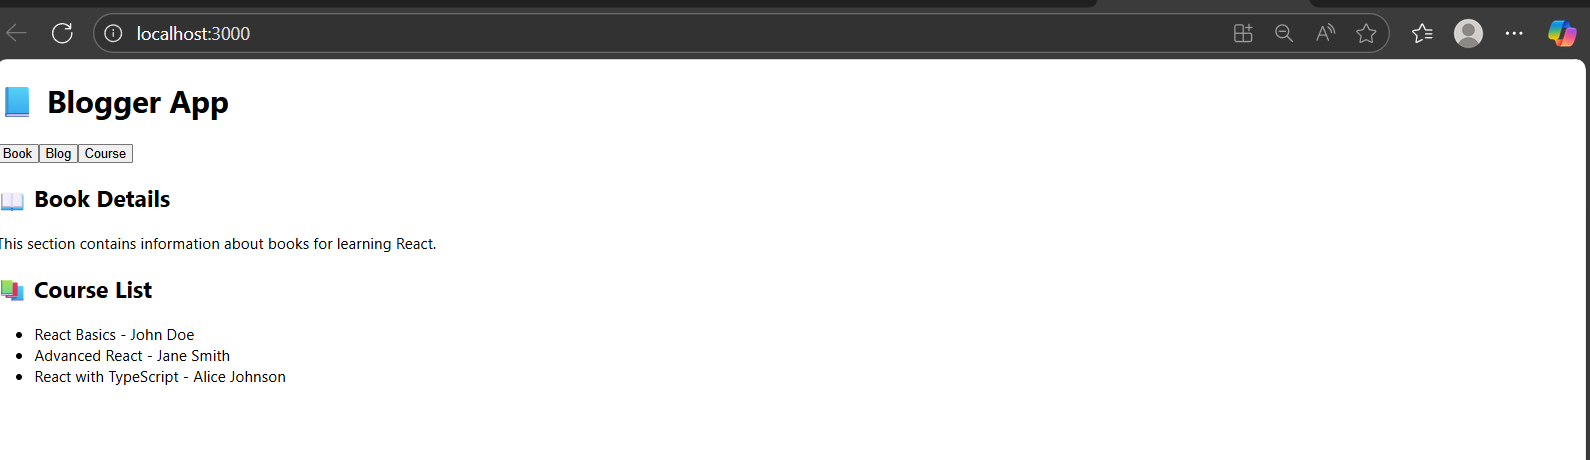 localhost:3000
Blogger App
Book Blog Course
Book Details
This section contains information about books for learning React.
Course List
React Basics - John Doe
Advanced React - Jane Smith
React with TypeScript - Alice Johnson